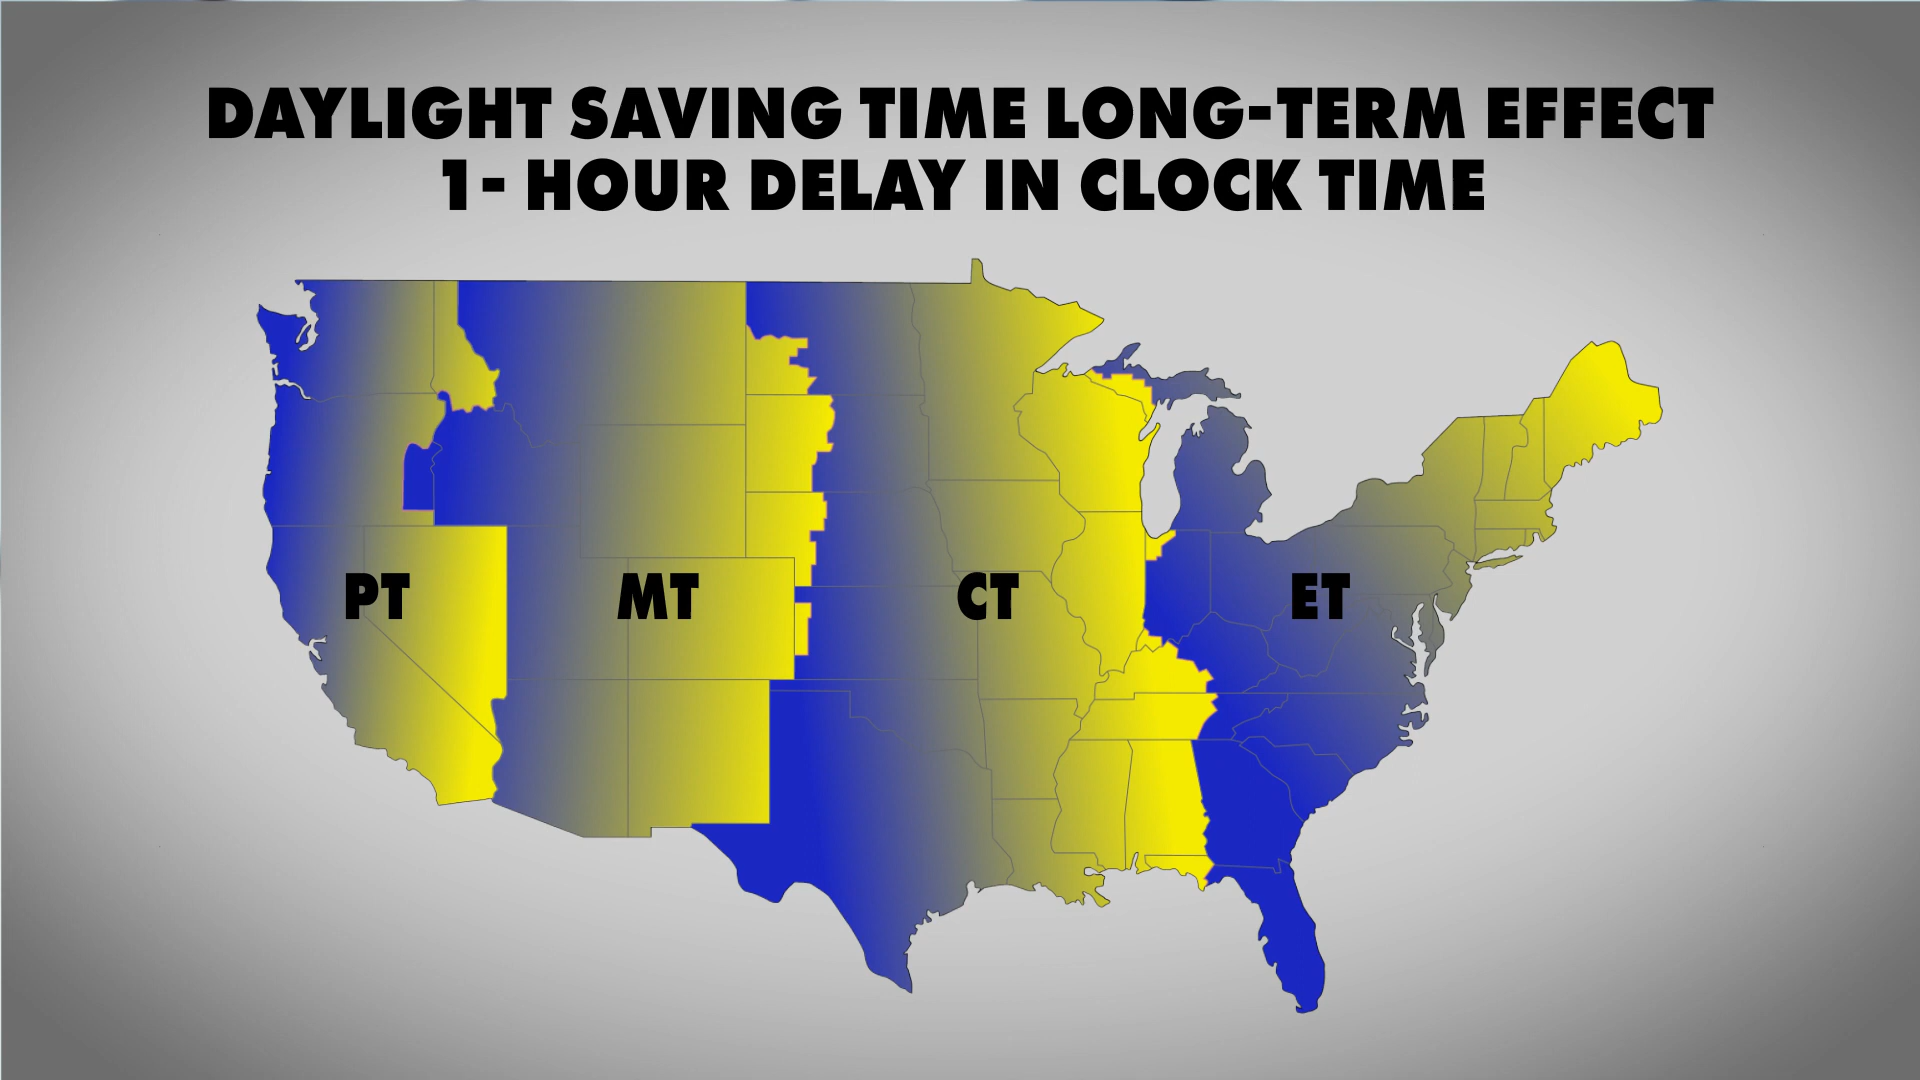 DAYLIGHT SAVING TIME LONG-TERM EFFECT
1- HOUR DELAY IN CLOCK TIME
PT MT CT ET